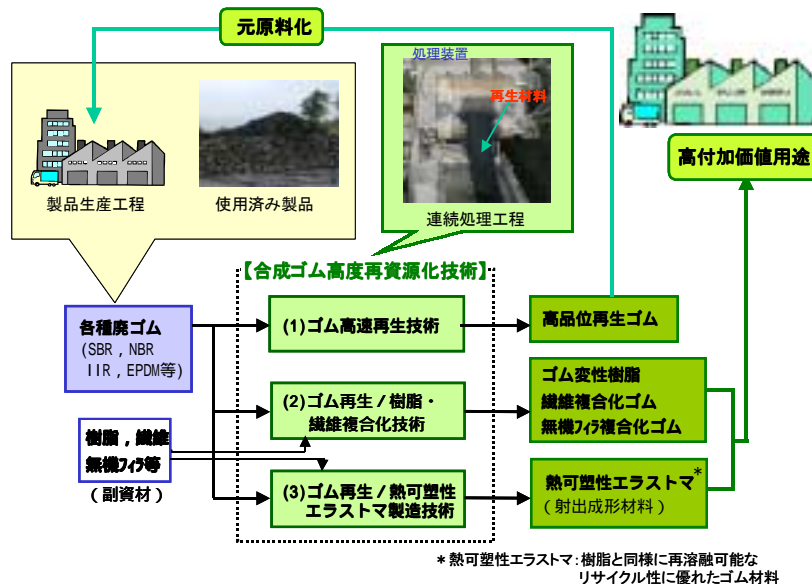 元原料化
処理装置
再生材料
製品生産工程
使用済み製品
連続処理工程
高付加価値用途
【合成ゴム高度再資源化技術】
各種廃ゴム
(SBR，NBR
IIR，EPDM等)
(1)ゴム高速再生技術
高品位再生ゴム
(2)ゴム再生/樹脂・
繊維複合化技術
ゴム変性樹脂
繊維複合化ゴム
無機フィラ複合化ゴム
樹脂，繊維
無機フィラ等
(副資材)
(3)ゴム再生/熱可塑性
エラストマ製造技術
熱可塑性エラストマ*
(射出成形材料)
*熱可塑性エラストマ：樹脂と同様に再溶融可能な
リサイクル性に優れたゴム材料